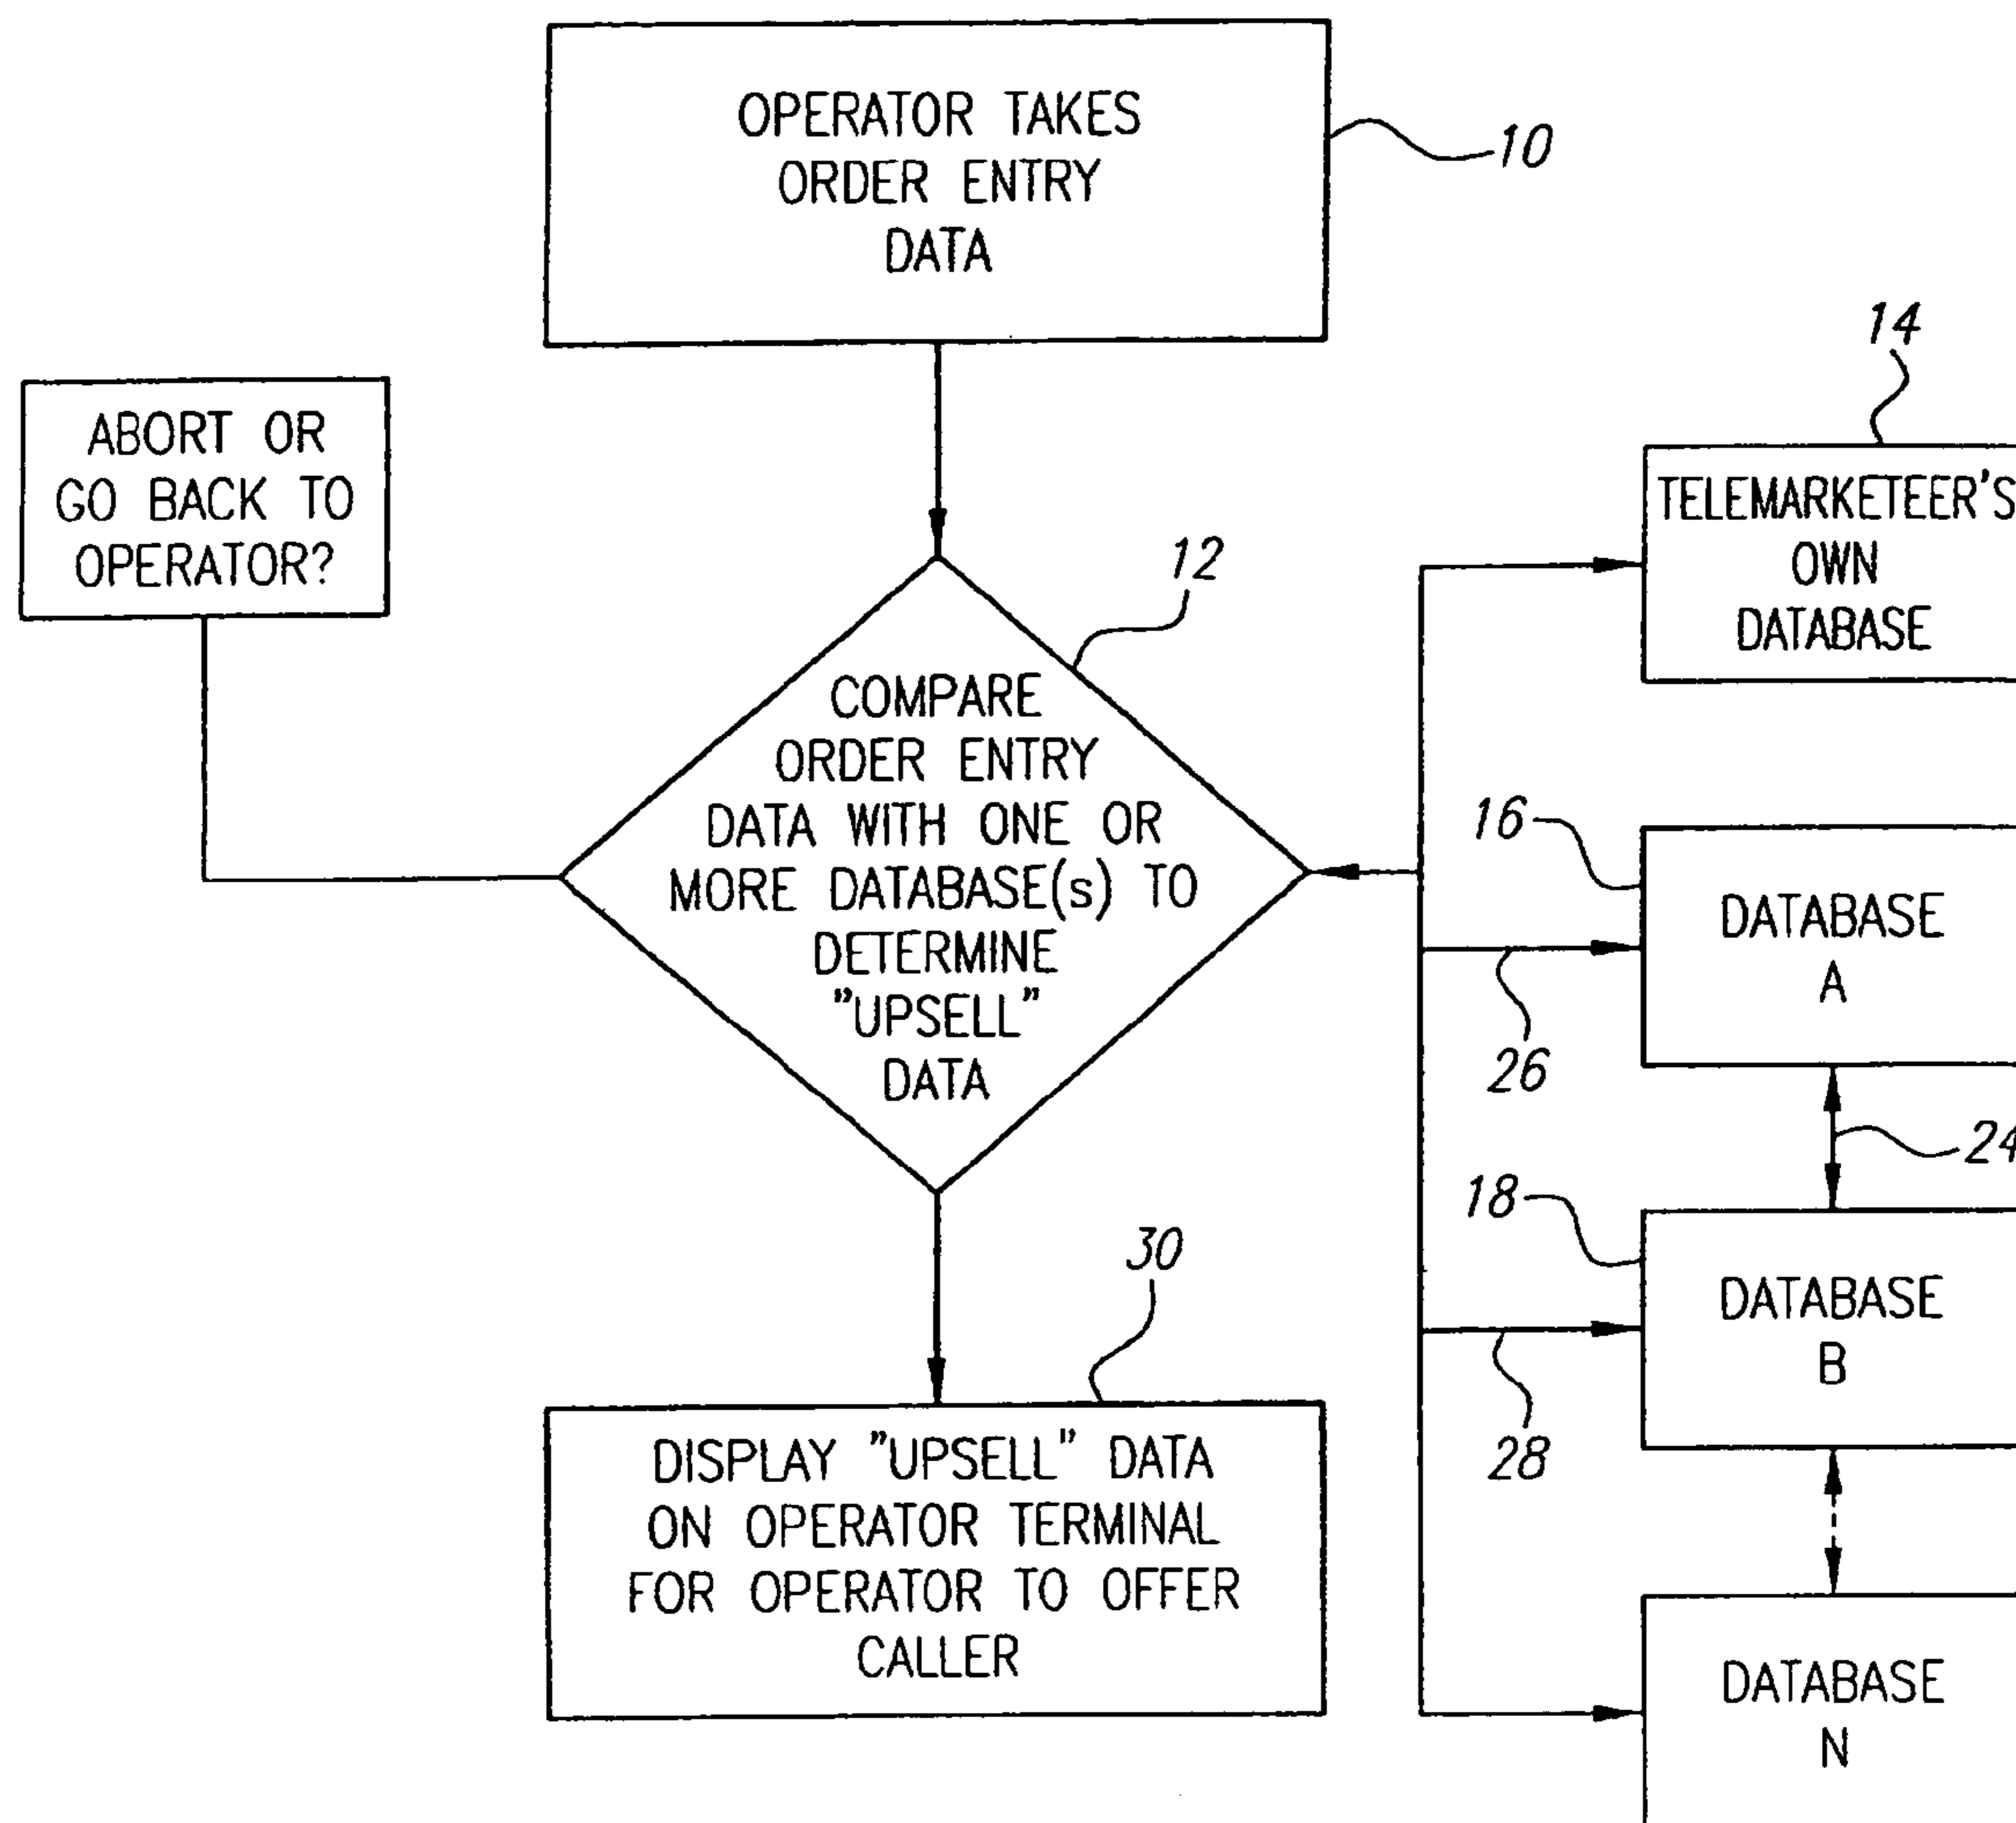 OPERATOR TAKES
ORDER ENTRY
DATA
10
ABORT OR
GO BACK TO
OPERATOR?
12
COMPARE
ORDER ENTRY
DATA WITH ONE OR
MORE DATABASE(s) TO
DETERMINE
"UPSELL"
DATA
14
TELEMARKETEER'S
OWN
DATABASE
16
DATABASE
A
26
24
18
DATABASE
B
28
30
DISPLAY "UPSELL" DATA
ON OPERATOR TERMINAL
FOR OPERATOR TO OFFER
CALLER
DATABASE
N